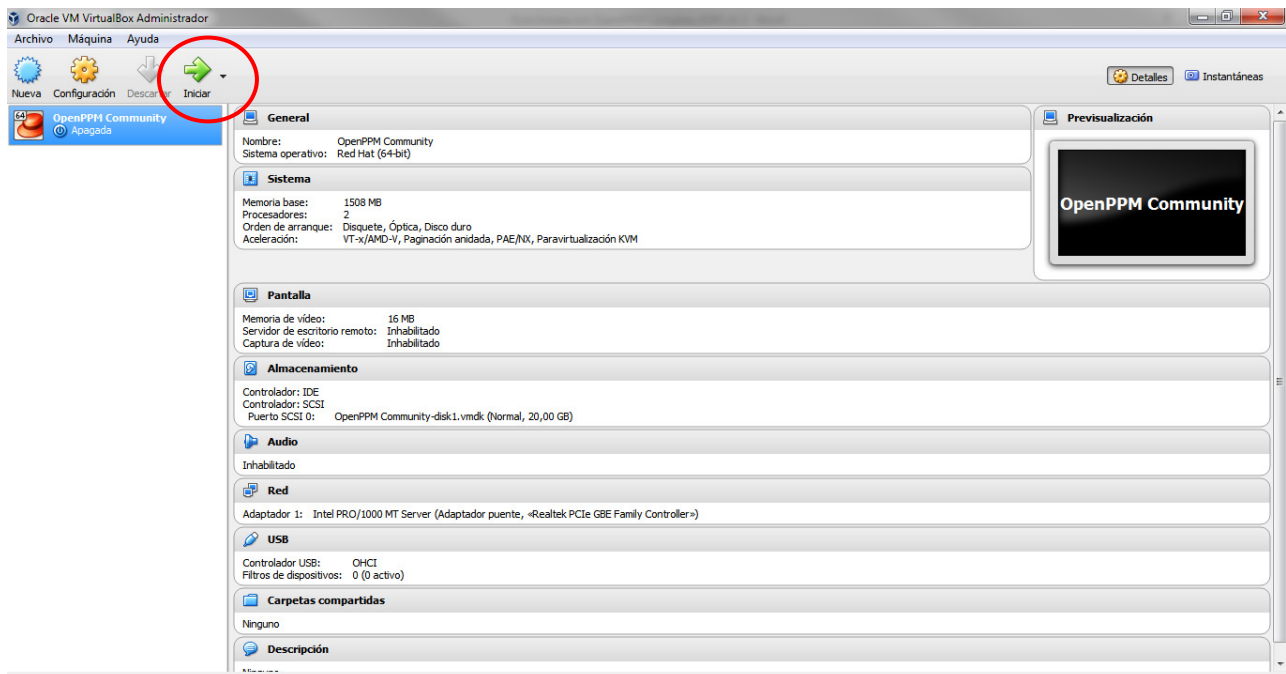 Oracle VM VirtualBox Administrador
Archivo Máquina Ayuda
Nueva Configuración Descartar Iniciar
Detalles Instantáneas
64
OpenPPM Community
Apagada
General
Nombre: OpenPPM Community
Sistema operativo: Red Hat (64-bit)
Sistema
Memoria base: 1508 MB
Procesadores: 2
Orden de arranque: Disquete, Óptica, Disco duro
Aceleración: VT-x/AMD-V, Paginación anidada, PAE/NX, Paravirtualización KVM
Previsualización
OpenPPM Community
Pantalla
Memoria de vídeo: 16 MB
Servidor de escritorio remoto: Inhabilitado
Captura de vídeo: Inhabilitado
Almacenamiento
Controlador: IDE
Controlador: SCSI
Puerto SCSI 0: OpenPPM Community-disk1.vmdk (Normal, 20,00 GB)
Audio
Inhabilitado
Red
Adaptador 1: Intel PRO/1000 MT Server (Adaptador puente, «Realtek PCIe GBE Family Controller»)
USB
Controlador USB: OHCI
Filtros de dispositivos: 0 (0 activo)
Carpetas compartidas
Ninguno
Descripción